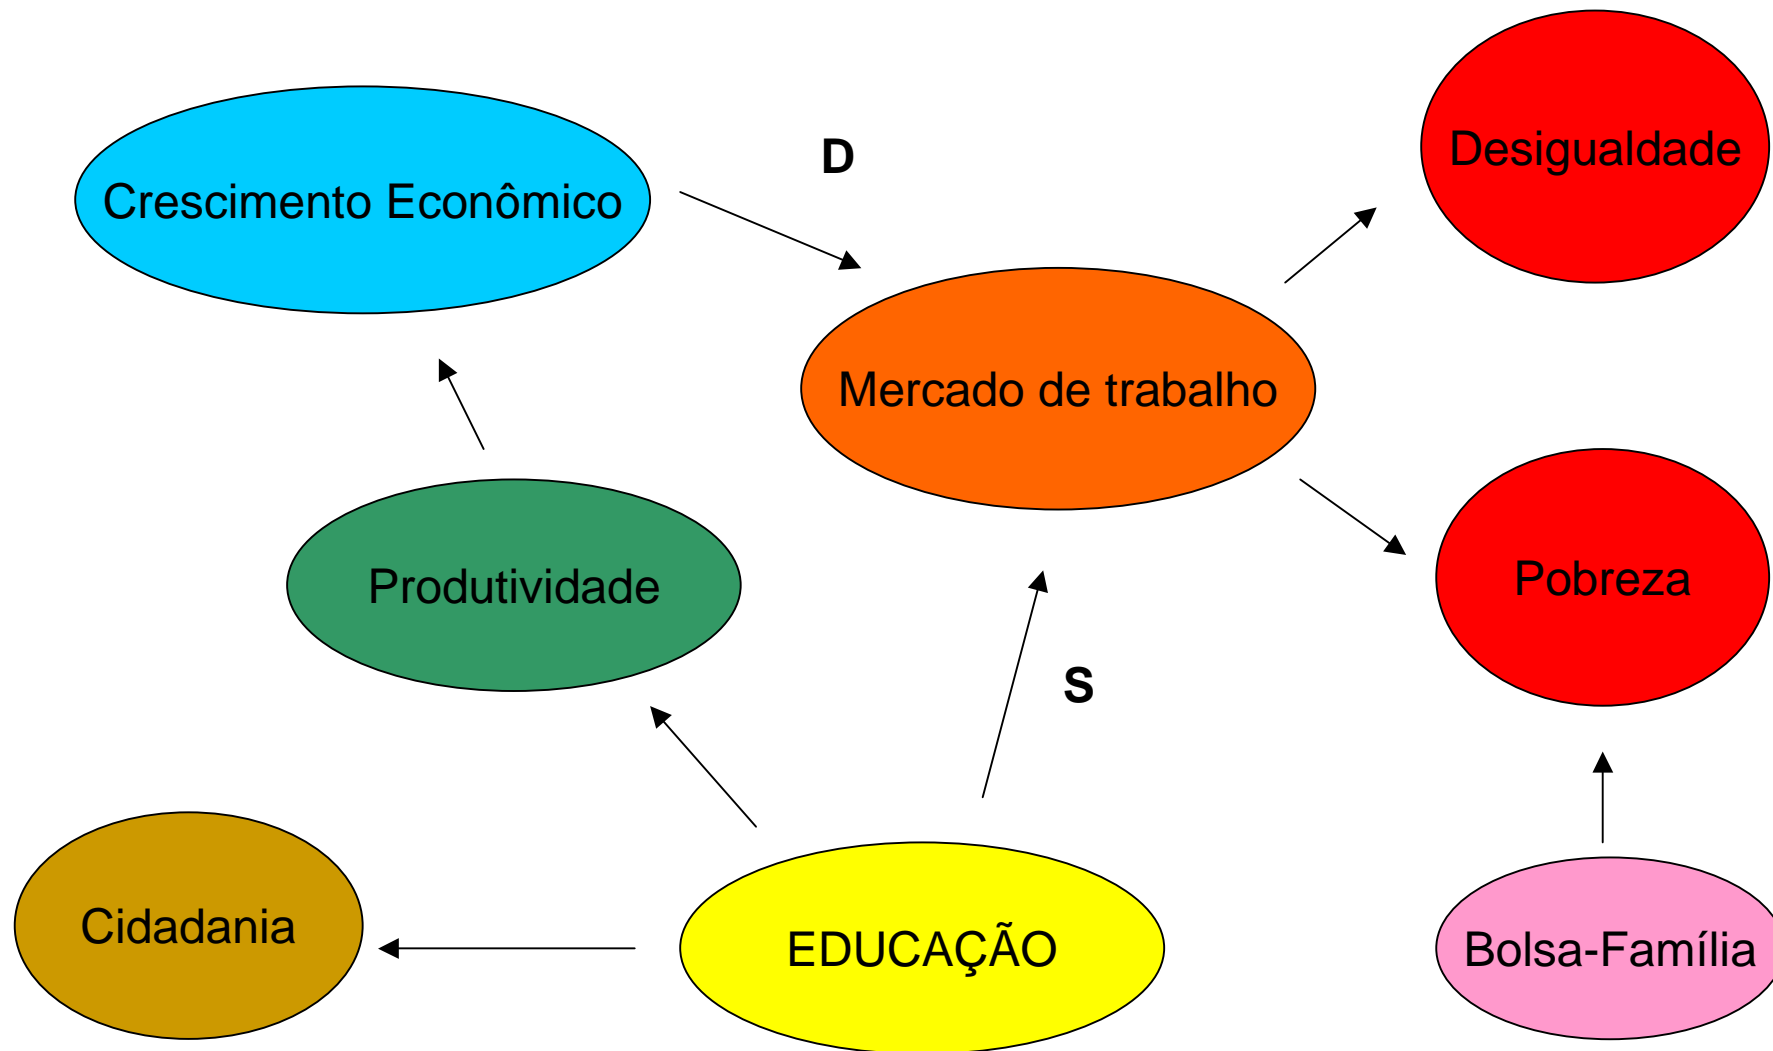 D
Desigualdade
Crescimento Econômico
Mercado de trabalho
Produtividade
Pobreza
S
Cidadania
EDUCAÇÃO
Bolsa-Família